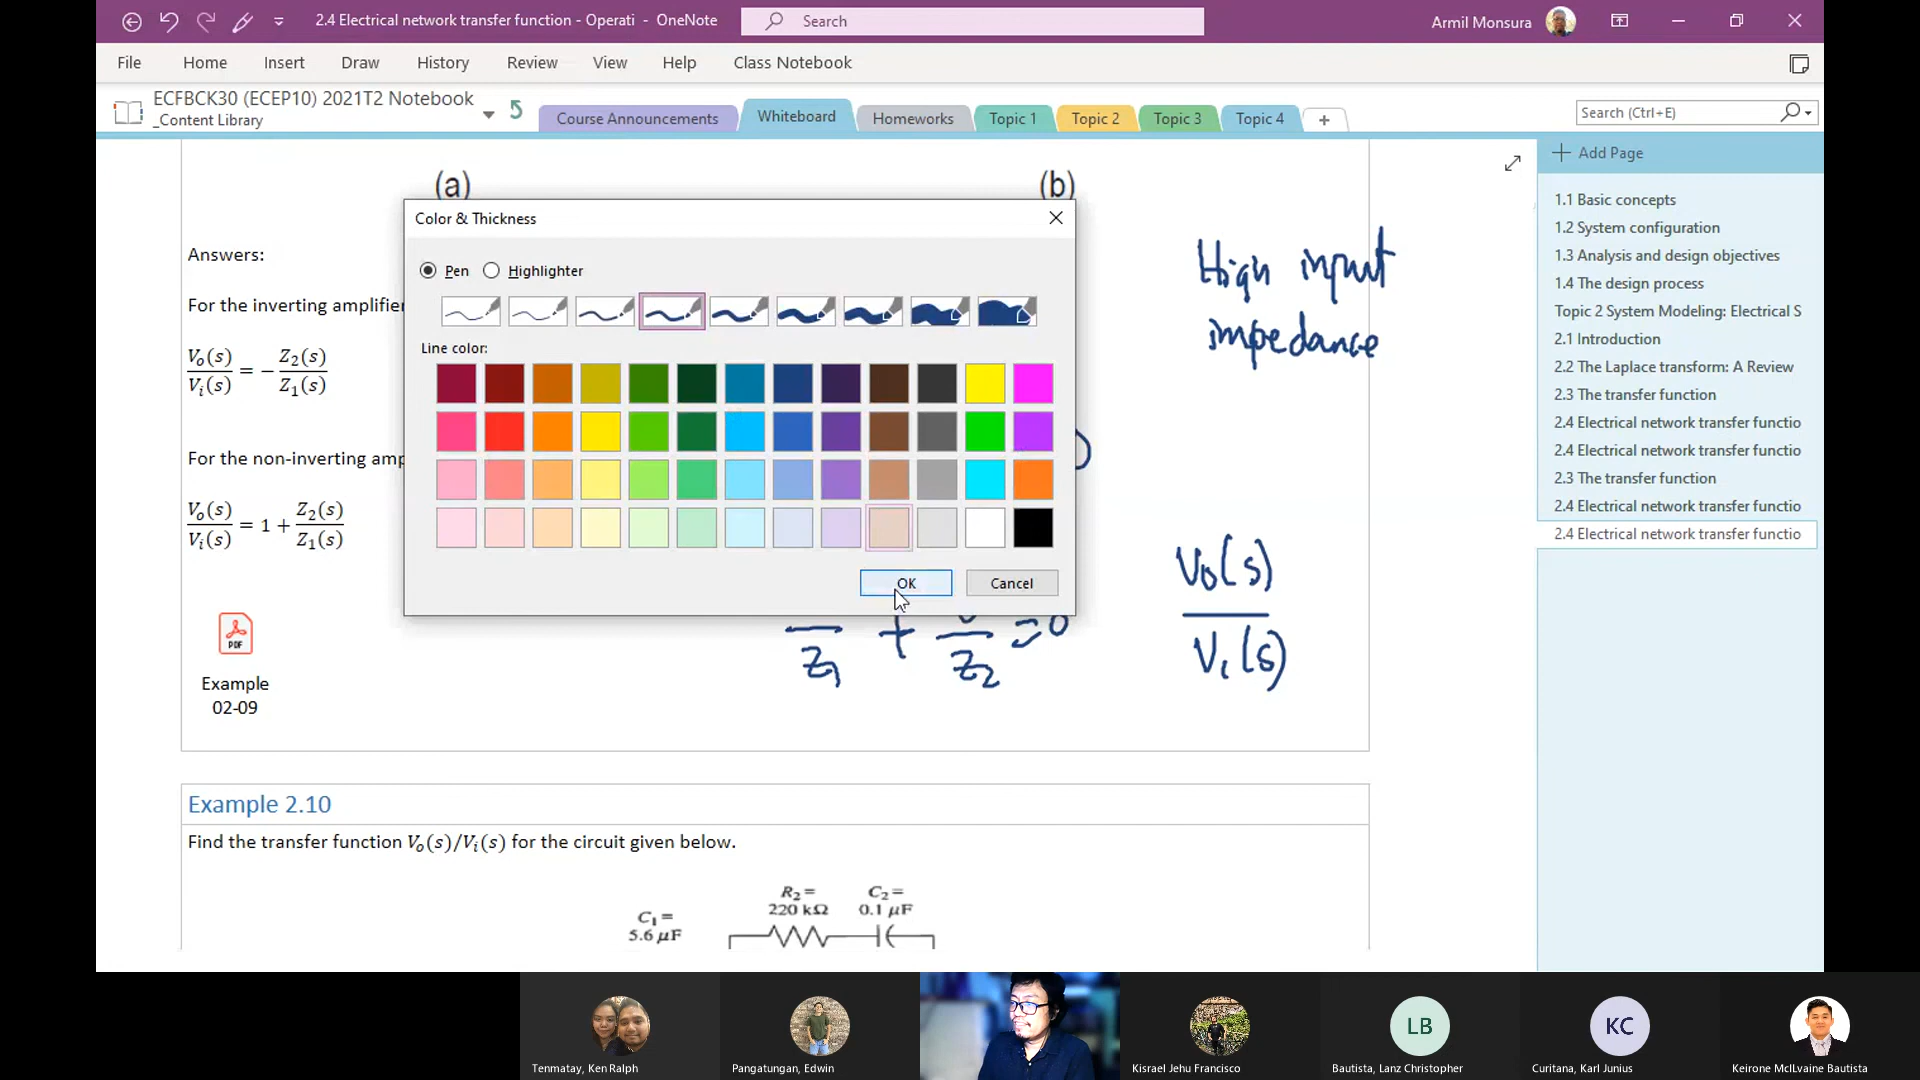 2.4 Electrical network transfer function - Operati - OneNote
Search
Armil Monsura
File Home Insert Draw History Review View Help Class Notebook
ECFBCK30 (ECEP10) 2021T2 Notebook
_Content Library
Course Announcements Whiteboard Homeworks Topic 1 Topic 2 Topic 3 Topic 4 +
Search (Ctrl+E)
Add Page
1.1 Basic concepts
1.2 System configuration
1.3 Analysis and design objectives
1.4 The design process
Topic 2 System Modeling: Electrical S
2.1 Introduction
2.2 The Laplace transform: A Review
2.3 The transfer function
2.4 Electrical network transfer functio
2.4 Electrical network transfer functio
2.3 The transfer function
2.4 Electrical network transfer functio
2.4 Electrical network transfer functio
(a) (b)
Color & Thickness
Pen Highlighter
Line color:
OK Cancel
Answers:
For the inverting amplifier
Vo(s)/Vi(s) = − Z2(s)/Z1(s)
For the non-inverting amp
Vo(s)/Vi(s) = 1 + Z2(s)/Z1(s)
High input
impedance
Vo(s)
Vi(s)
+ = 0
Z1 Z2
PDF
Example
02-09
Example 2.10
Find the transfer function Vo(s)/Vi(s) for the circuit given below.
R2 =
220 kΩ
C2 =
0.1 μF
C1 =
5.6 μF
Tenmatay, Ken Ralph
Pangatungan, Edwin
Kisrael Jehu Francisco
LB
Bautista, Lanz Christopher
KC
Curitana, Karl Junius
Keirone McILvaine Bautista